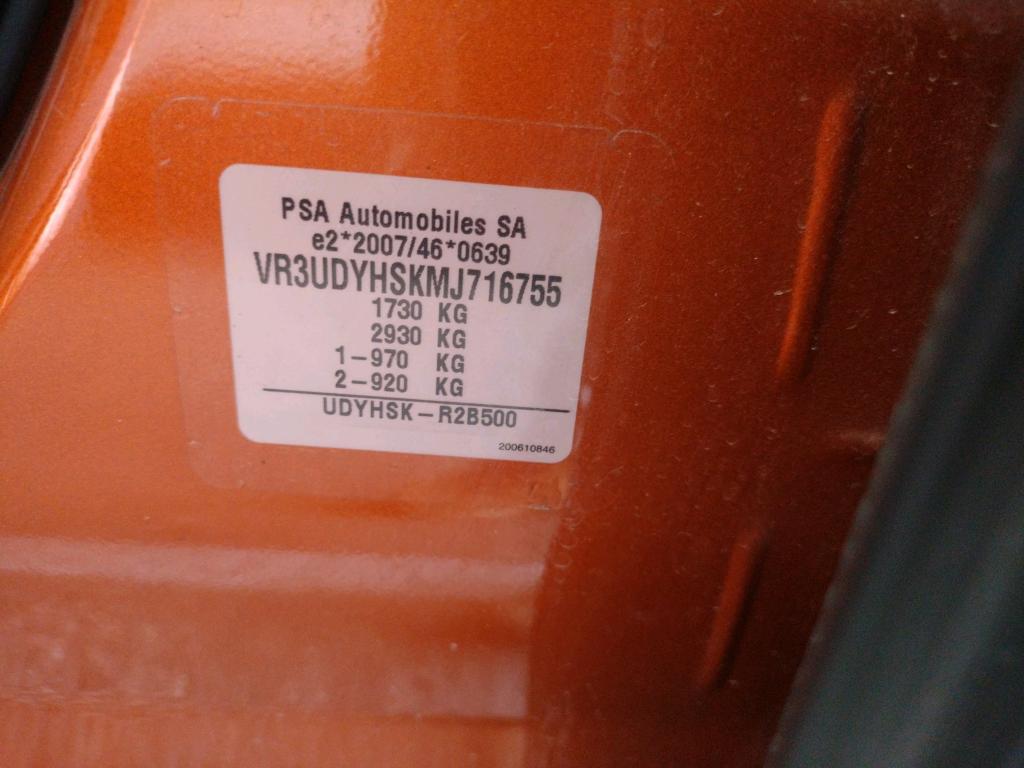 PSA Automobiles SA
e2*2007/46*0639
VR3UDYHSKMJ716755
1730 KG
2930 KG
1-970 KG
2-920 KG
UDYHSK-R2B500
200610846